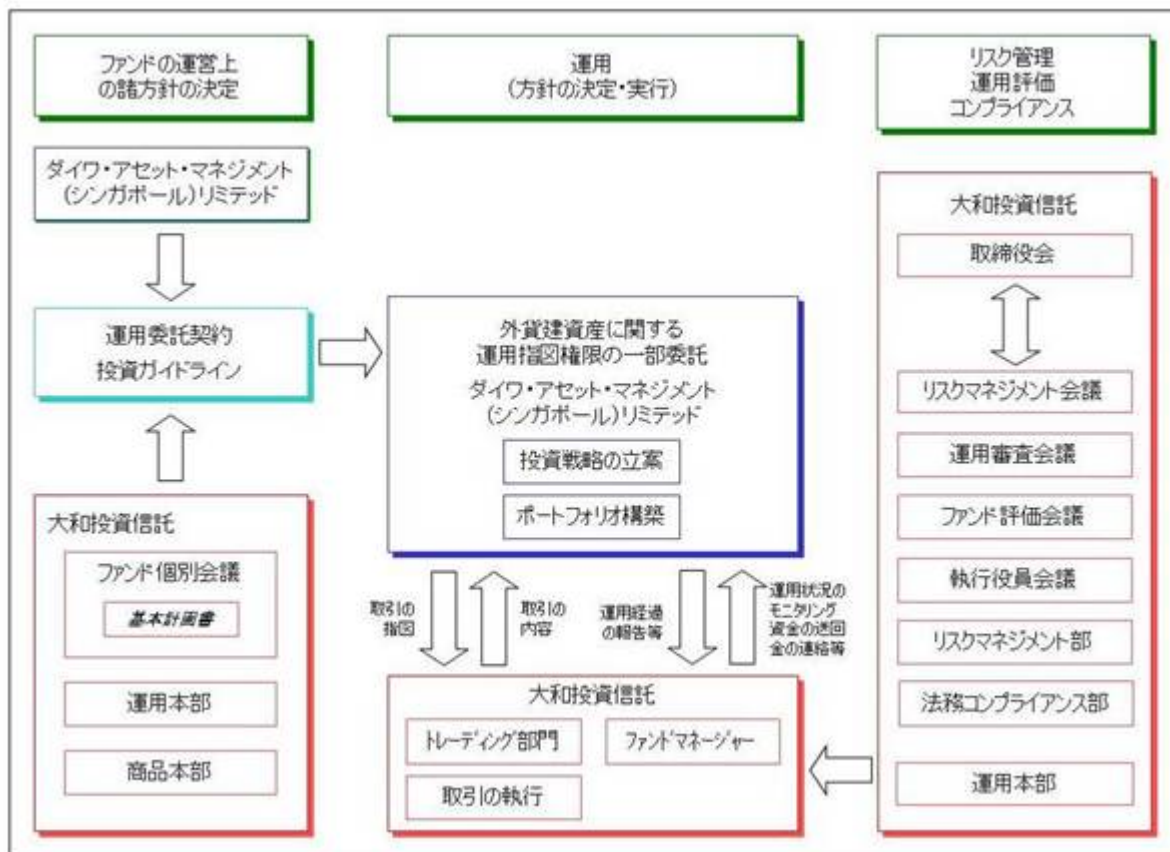 ファンドの運営上
の諸方針の決定
運用
(方針の決定・実行)
リスク管理
運用評価
コンプライアンス
ダイワ・アセット・マネジメント
(シンガポール)リミテッド
運用委託契約
投資ガイドライン
大和投資信託
ファンド個別会議
基本計画書
運用本部
商品本部
外貨建資産に関する
運用指図権限の一部委託
ダイワ・アセット・マネジメント
(シンガポール)リミテッド
投資戦略の立案
ポートフォリオ構築
取引の
指図
取引の
内容
運用経過
の報告等
運用状況の
モニタリング
資金の送回
金の連絡等
大和投資信託
トレーディング部門
ファンドマネージャー
取引の執行
大和投資信託
取締役会
リスクマネジメント会議
運用審査会議
ファンド評価会議
執行役員会議
リスクマネジメント部
法務コンプライアンス部
運用本部